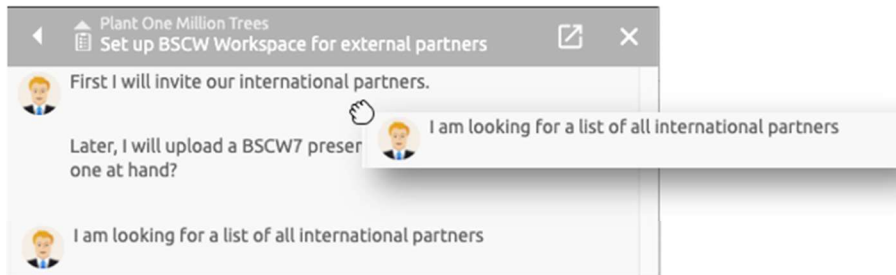 Plant One Million Trees
Set up BSCW Workspace for external partners
First I will invite our international partners.
I am looking for a list of all international partners
Later, I will upload a BSCW7
one at hand?
I am looking for a list of all international partners